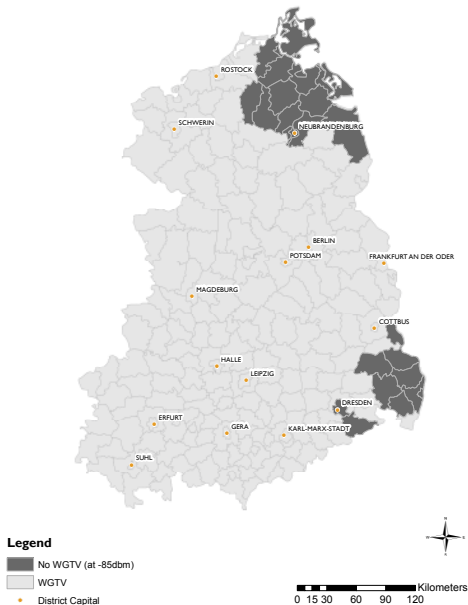 ROSTOCK
SCHWERIN
NEUBRANDENBURG
BERLIN
POTSDAM
FRANKFURT AN DER ODER
MAGDEBURG
COTTBUS
HALLE
LEIPZIG
DRESDEN
ERFURT
GERA
KARL-MARX-STADT
SUHL
Legend
No WGTV (at -85dbm)
WGTV
District Capital
N
W E
S
Kilometers
0 15 30 60 90 120